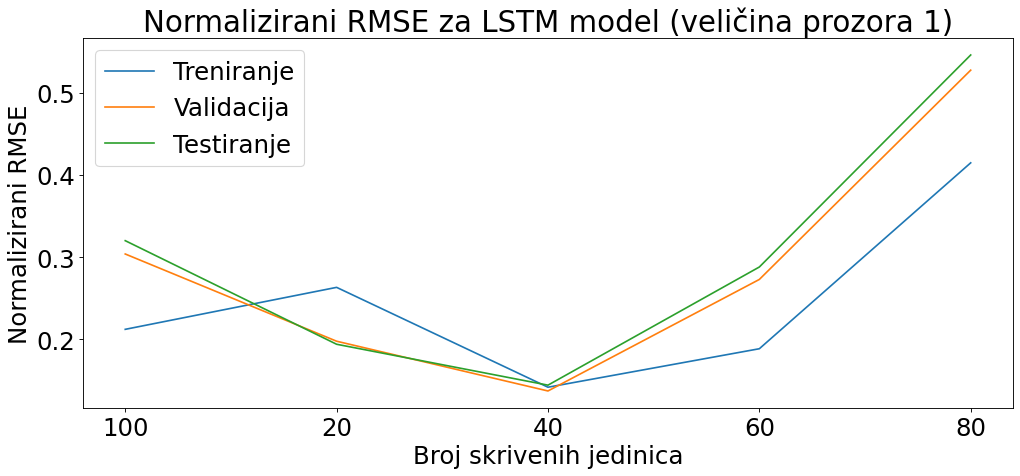 Normalizirani RMSE za LSTM model (veličina prozora 1)
Treniranje
Validacija
Testiranje
Normalizirani RMSE
0.5
0.4
0.3
0.2
100 20 40 60 80
Broj skrivenih jedinica